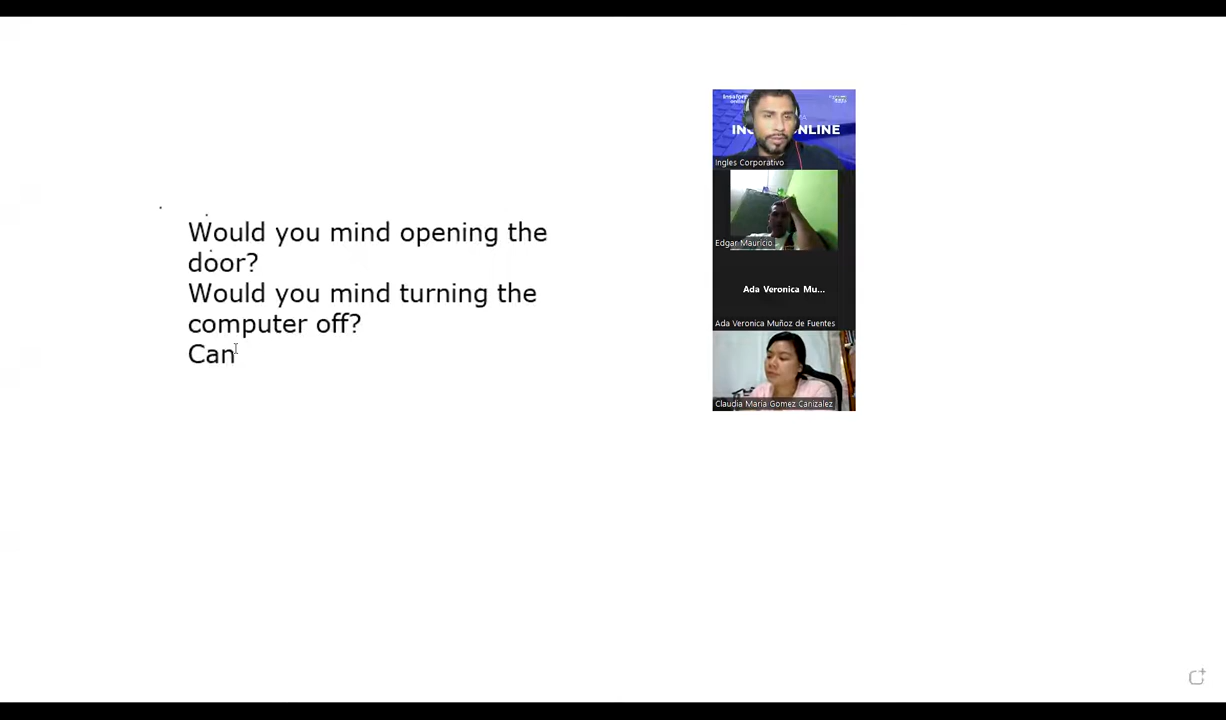 Would you mind opening the
door?
Would you mind turning the
computer off?
Can
Ingles Corporativo
Edgar Mauricio
Ada Veronica Mu...
Ada Veronica Muñoz de Fuentes
Claudia Maria Gomez Canizalez